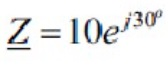 Z = 10e^{j30°}